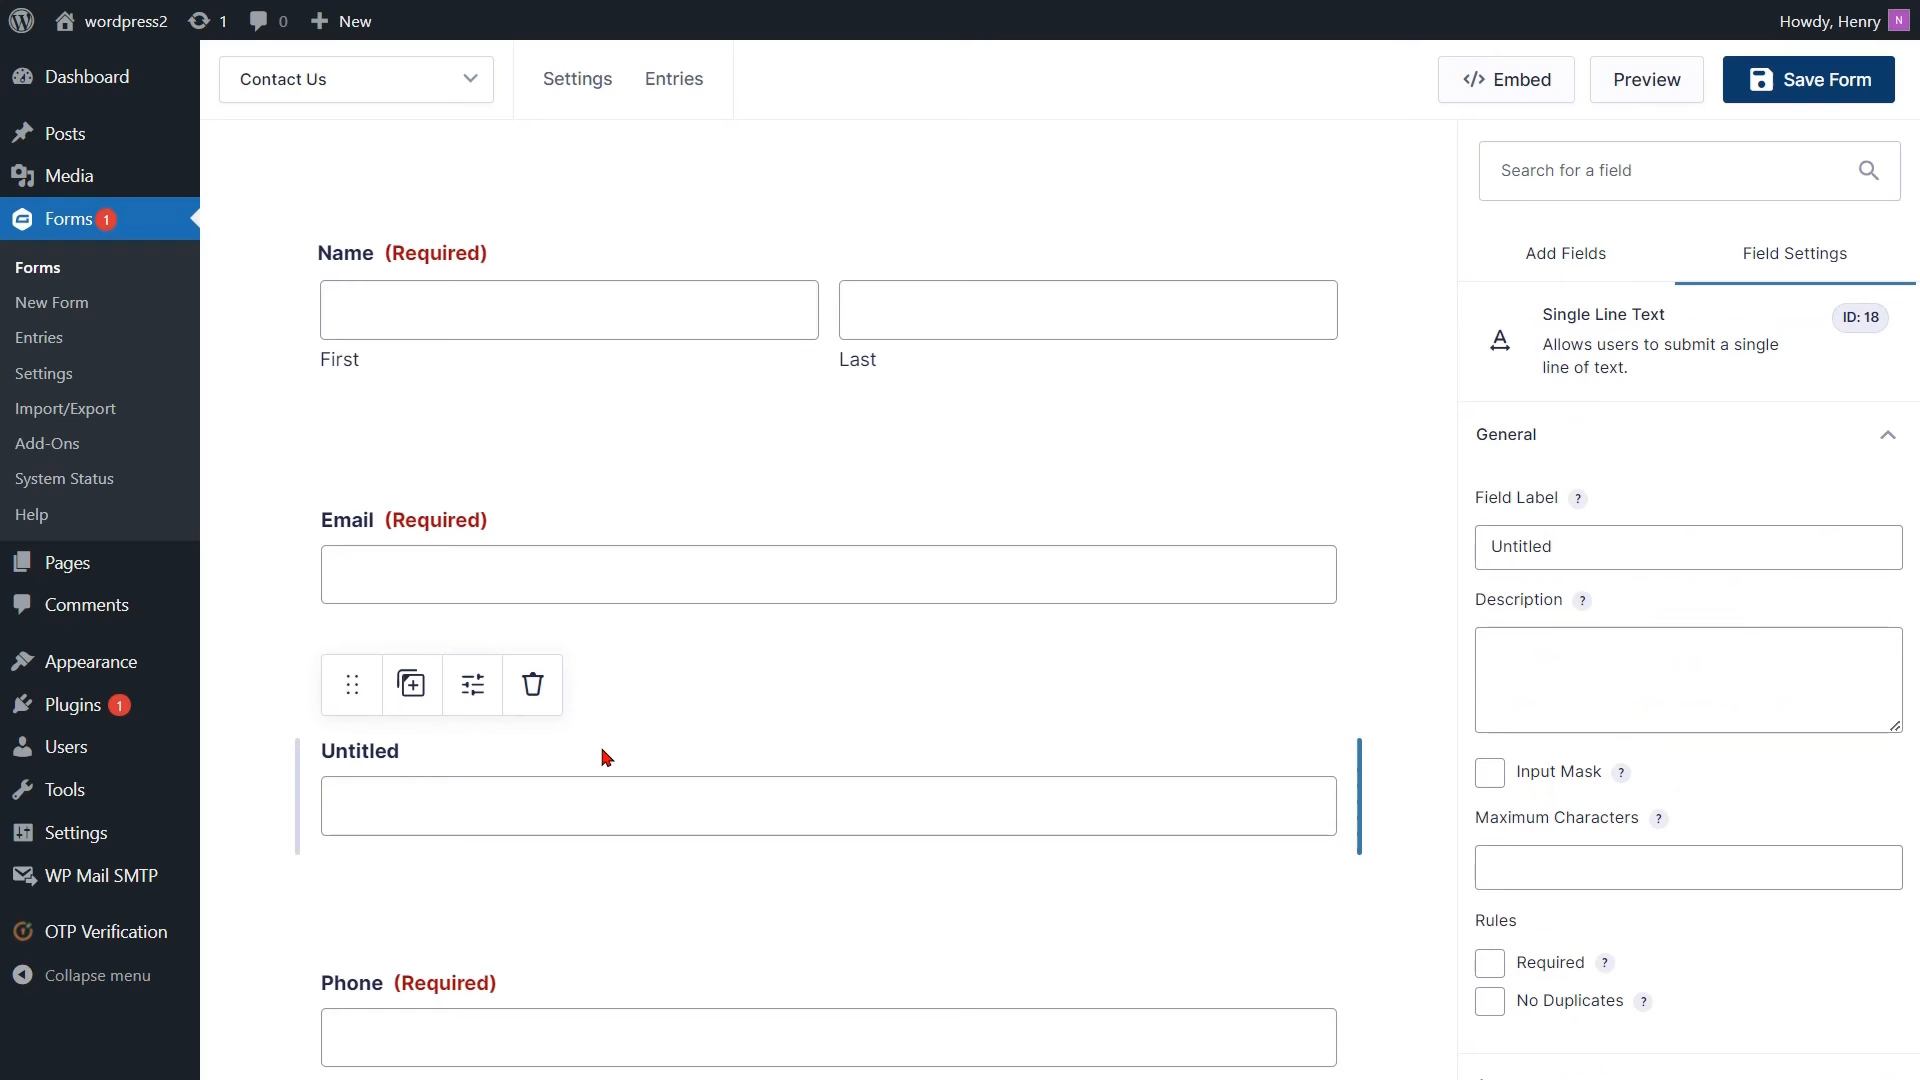 wordpress2 1 0 New Howdy, Henry N
Dashboard
Posts
Media
Forms 1
Forms
New Form
Entries
Settings
Import/Export
Add-Ons
System Status
Help
Pages
Comments
Appearance
Plugins 1
Users
Tools
Settings
WP Mail SMTP
OTP Verification
Collapse menu
Contact Us Settings Entries </> Embed Preview Save Form
Name (Required)
First Last
Email (Required)
Untitled
Phone (Required)
Search for a field
Add Fields Field Settings
A Single Line Text ID: 18
Allows users to submit a single
line of text.
General
Field Label ?
Untitled
Description ?
Input Mask ?
Maximum Characters ?
Rules
Required ?
No Duplicates ?